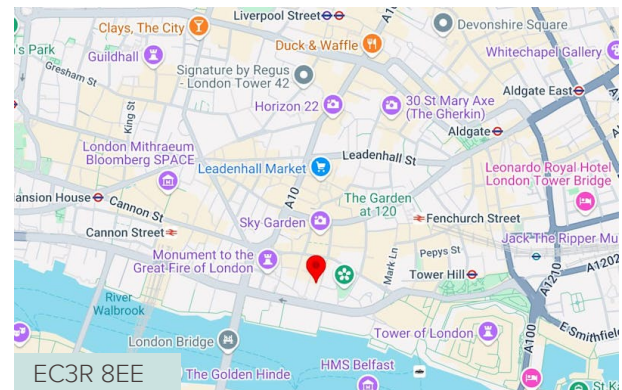 Liverpool Street
Devonshire Square
Clays, The City
Duck & Waffle
Whitechapel Gallery
Guildhall
's Park
Gresham St
Signature by Regus
- London Tower 42
Aldgate East
Horizon 22
30 St Mary Axe
(The Gherkin)
King St
Aldgate
London Mithraeum
Bloomberg SPACE
Leadenhall St
Leadenhall Market
Leonardo Royal Hotel
London Tower Bridge
ansion House
Cannon St
A10
The Garden
at 120
Sky Garden
Fenchurch Street
Cannon Street
Jack The Ripper Mu
Monument to the
Great Fire of London
Mark Ln
Pepys St
Tower Hill
A1210
A1202
River
Walbrook
London Bridge
Tower of London
A100
E Smithfield
EC3R 8EE
The Golden Hinde
HMS Belfast
St Ka